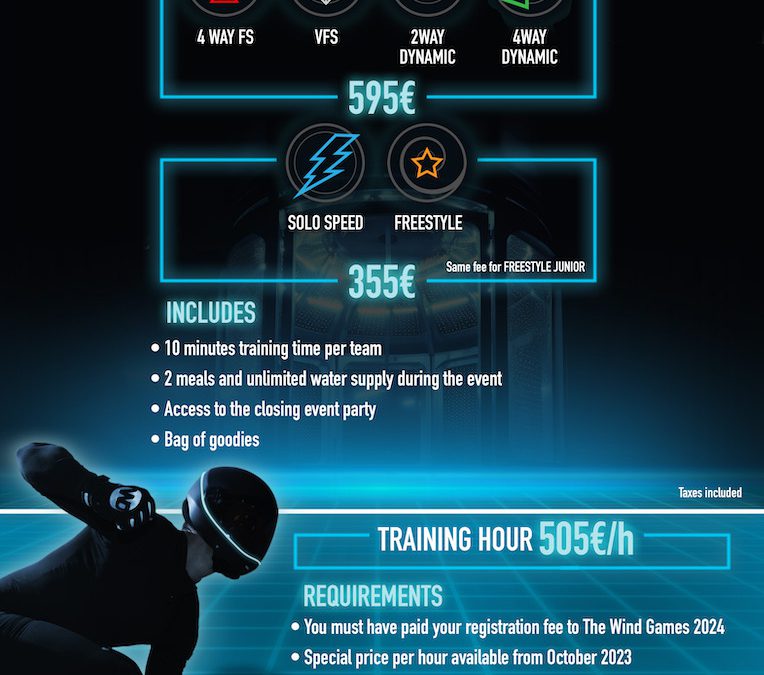 4 WAY FS
VFS
2WAY
DYNAMIC
4WAY
DYNAMIC
595€
SOLO SPEED
FREESTYLE
Same fee for FREESTYLE JUNIOR
355€
INCLUDES
• 10 minutes training time per team
• 2 meals and unlimited water supply during the event
• Access to the closing event party
• Bag of goodies
Taxes included
TRAINING HOUR 505€/h
REQUIREMENTS
• You must have paid your registration fee to The Wind Games 2024
• Special price per hour available from October 2023